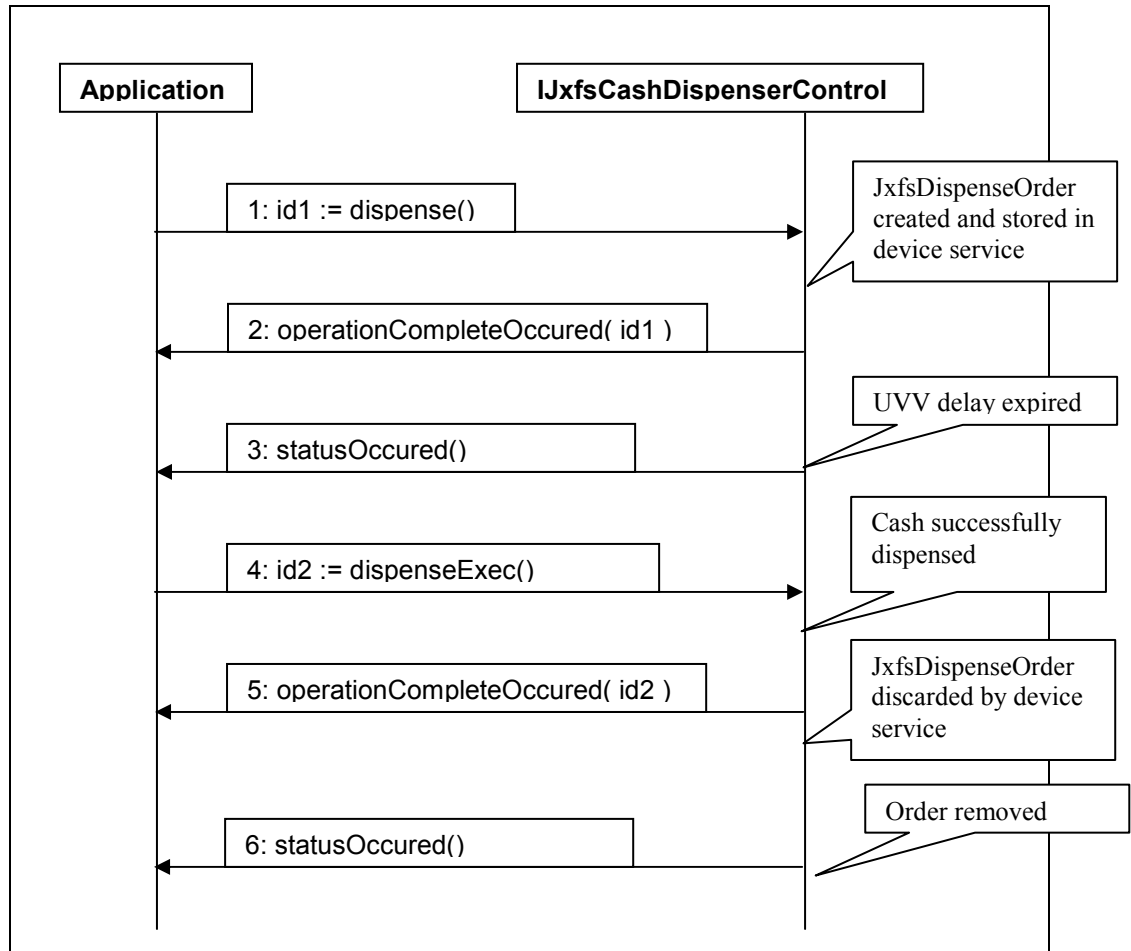 Application
IJxfsCashDispenserControl
1: id1 := dispense()
JxfsDispenseOrder
created and stored in
device service
2: operationCompleteOccured( id1 )
UVV delay expired
3: statusOccured()
Cash successfully
dispensed
4: id2 := dispenseExec()
JxfsDispenseOrder
discarded by device
service
5: operationCompleteOccured( id2 )
Order removed
6: statusOccured()